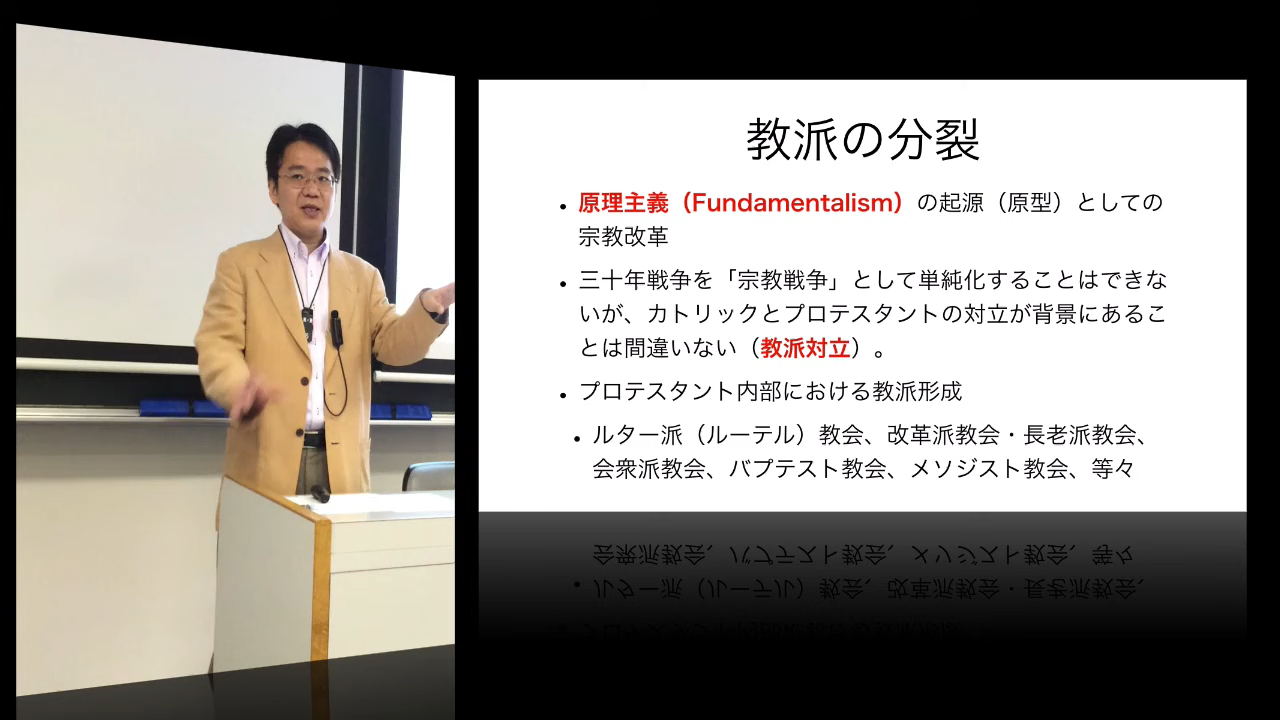 教派の分裂
• 原理主義（Fundamentalism）の起源（原型）としての
宗教改革
• 三十年戦争を「宗教戦争」として単純化することはできな
いが、カトリックとプロテスタントの対立が背景にあるこ
とは間違いない（教派対立）。
• プロテスタント内部における教派形成
• ルター派（ルーテル）教会、改革派教会・長老派教会、
会衆派教会、バプテスト教会、メソジスト教会、等々